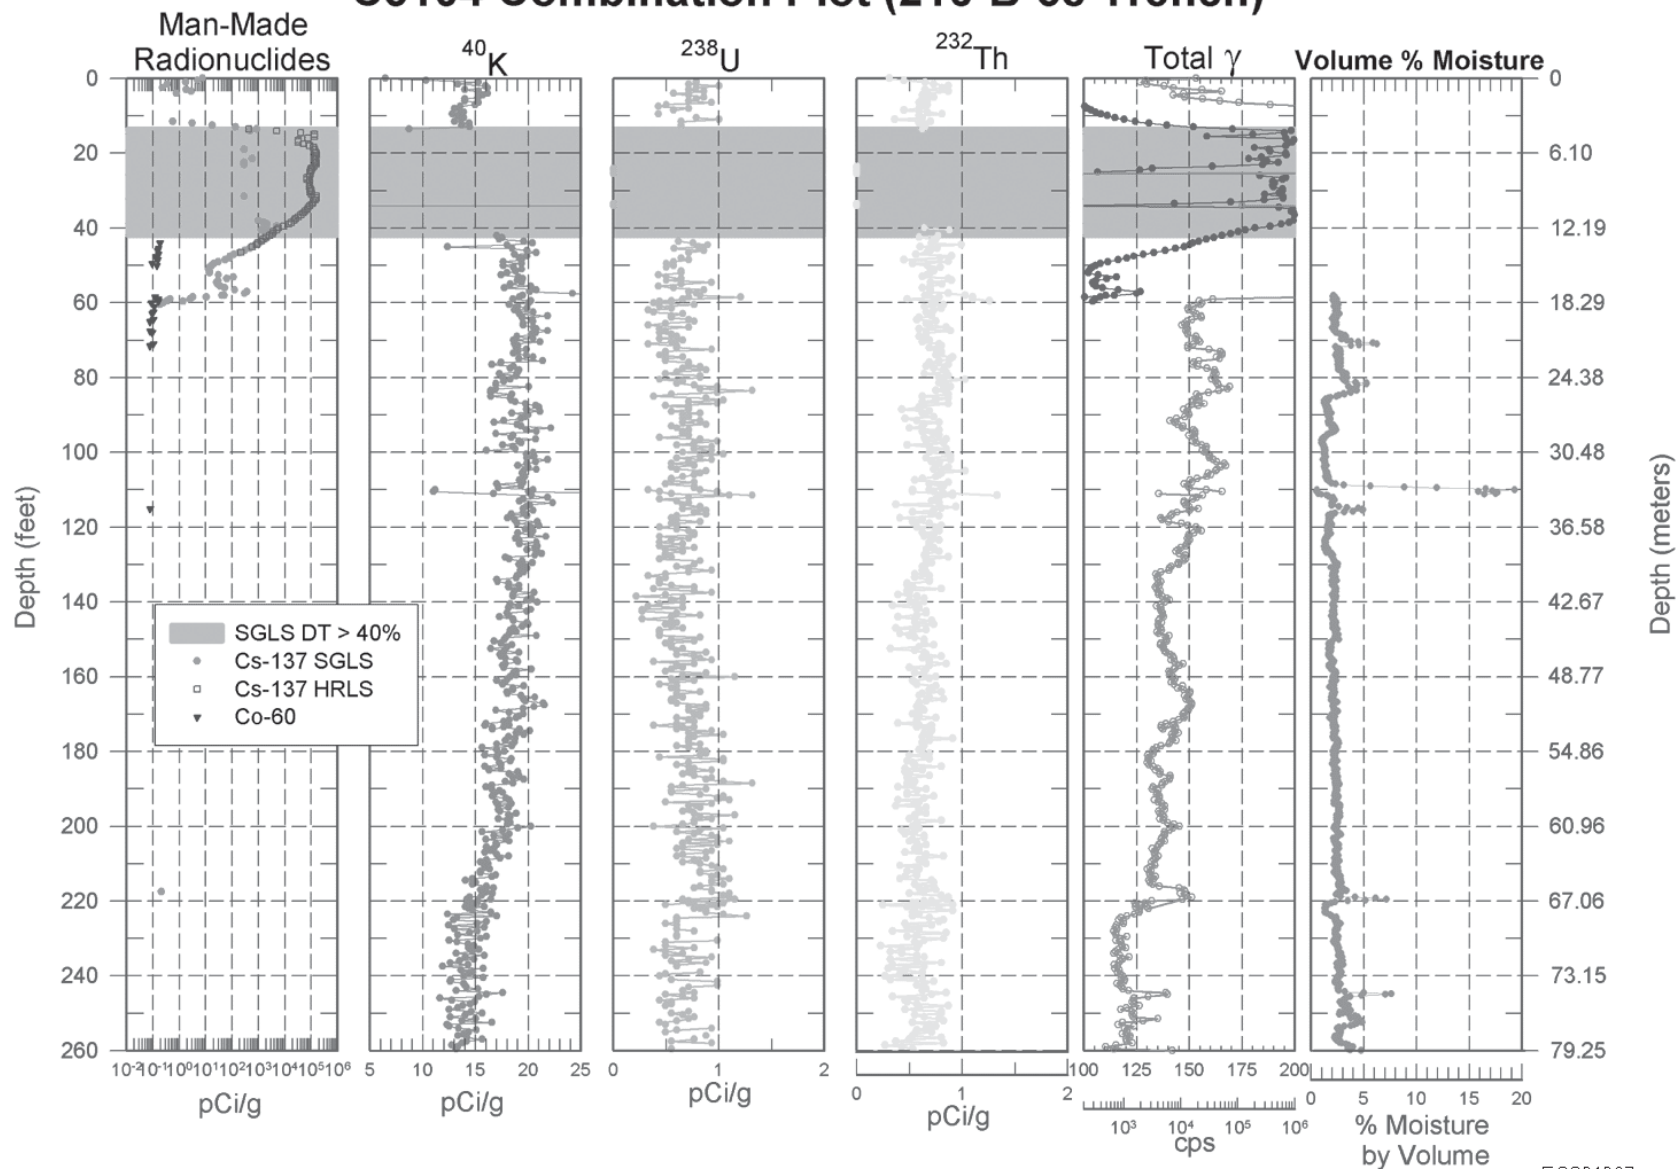 Man-Made
Radionuclides
40K
238U
232Th
Total γ
Volume % Moisture
0
20
40
60
80
100
120
140
160
180
200
220
240
260
Depth (feet)
0
6.10
12.19
18.29
24.38
30.48
36.58
42.67
48.77
54.86
60.96
67.06
73.15
79.25
Depth (meters)
SGLS DT > 40%
Cs-137 SGLS
Cs-137 HRLS
Co-60
10-2 10-1 100 101 102 103 104 105 106
pCi/g
5 10 15 20 25
pCi/g
0 1 2
pCi/g
0 1 2
pCi/g
100 125 150 175 200
103 104 105 106
cps
0 5 10 15 20
% Moisture
by Volume